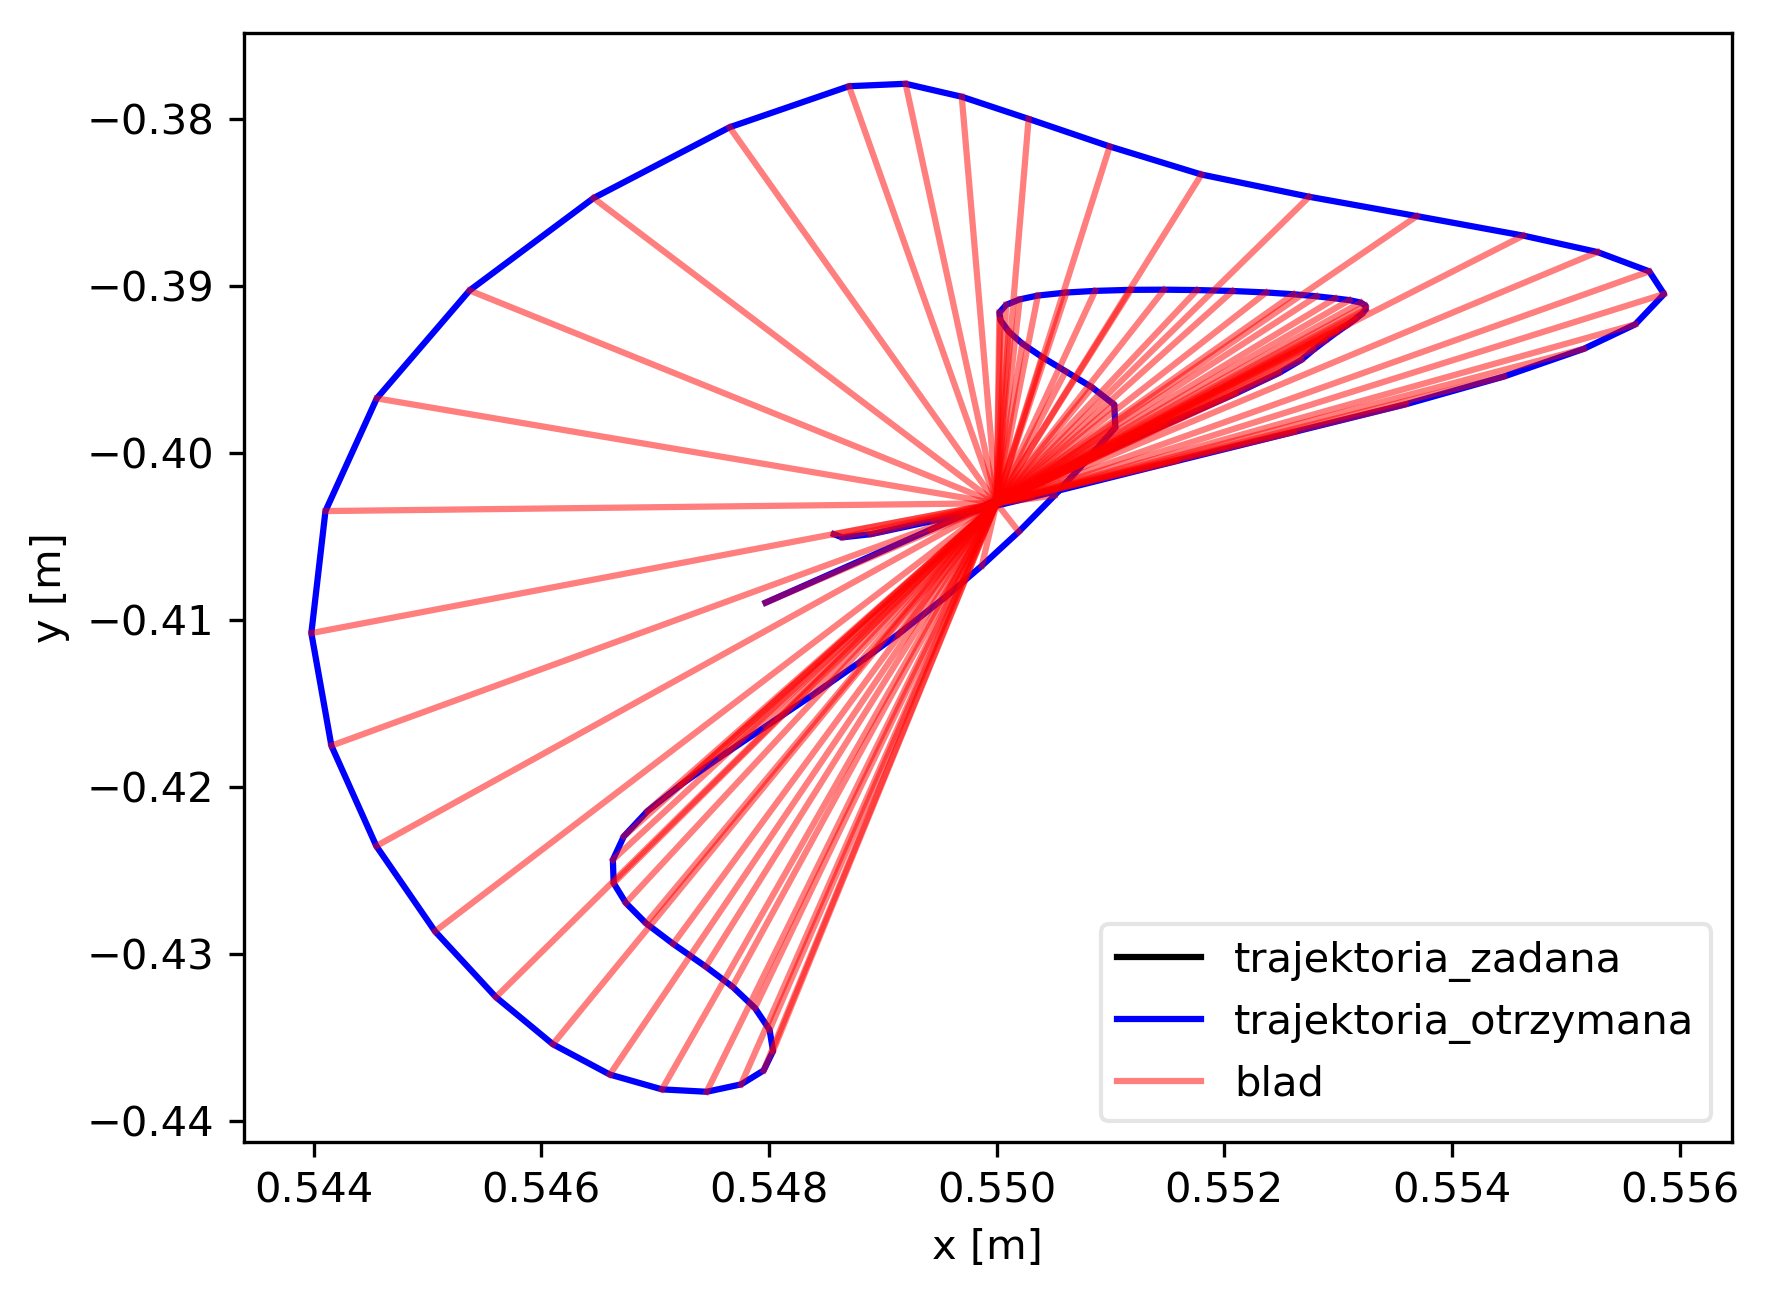 −0.38
−0.39
−0.40
−0.41
−0.42
−0.43
−0.44
y [m]
0.544 0.546 0.548 0.550 0.552 0.554 0.556
x [m]
trajektoria_zadana
trajektoria_otrzymana
blad